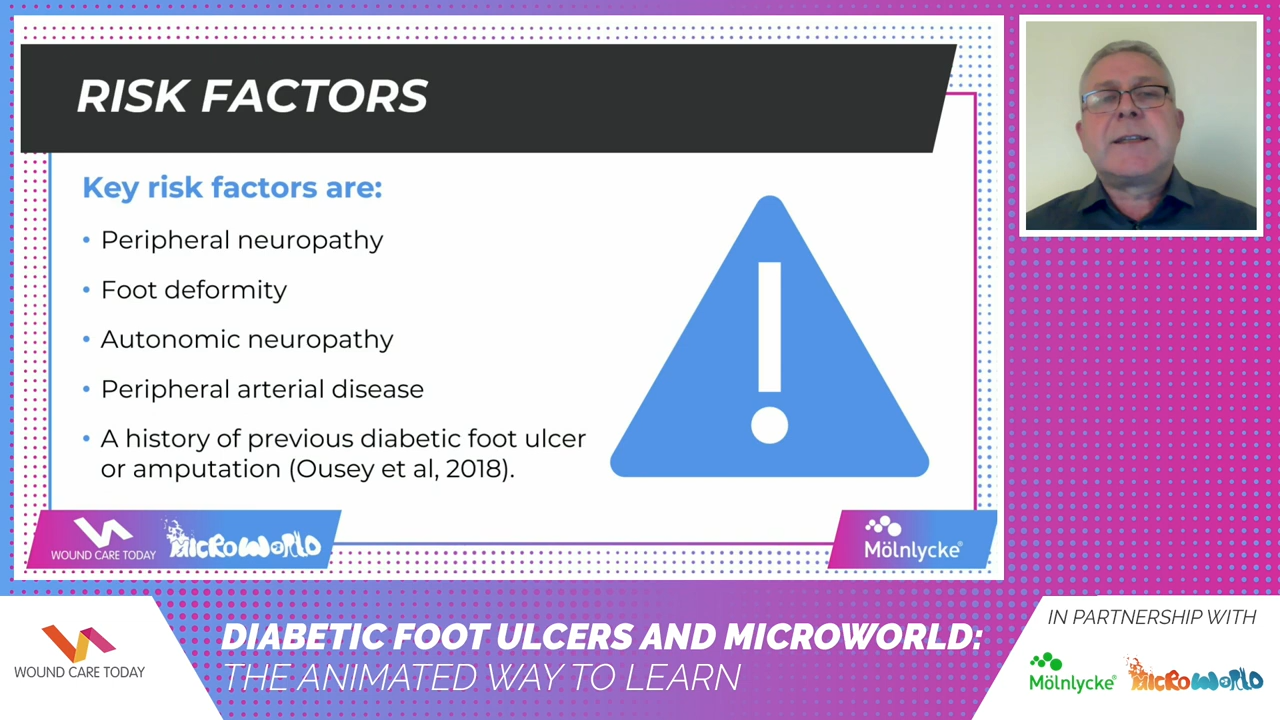 RISK FACTORS
Key risk factors are:
• Peripheral neuropathy
• Foot deformity
• Autonomic neuropathy
• Peripheral arterial disease
• A history of previous diabetic foot ulcer
or amputation (Ousey et al, 2018).
WOUND CARE TODAY
MICROWORLD
Mölnlycke®
WOUND CARE TODAY
DIABETIC FOOT ULCERS AND MICROWORLD:
THE ANIMATED WAY TO LEARN
IN PARTNERSHIP WITH
Mölnlycke®
MICROWORLD